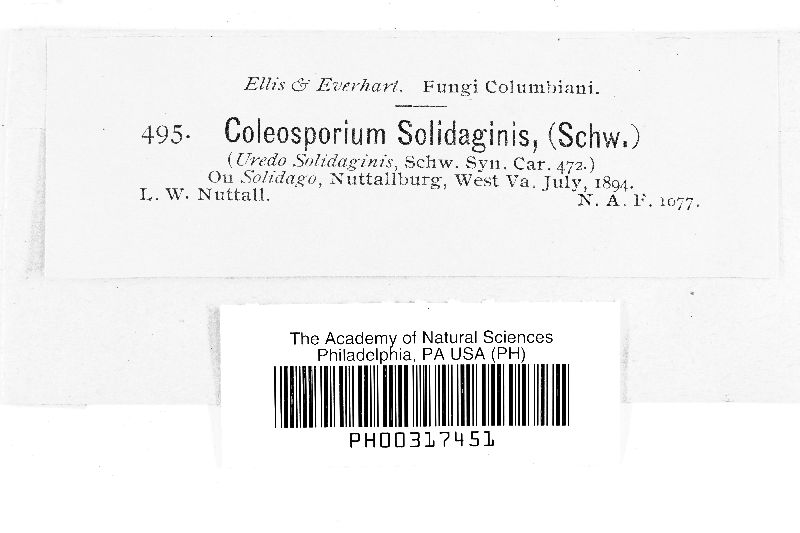 Ellis & Everhart. Fungi Columbiani.
495. Coleosporium Solidaginis, (Schw.)
(Uredo Solidaginis, Schw. Syn. Car. 472.)
On Solidago, Nuttallburg, West Va. July, 1894.
L. W. Nuttall. N. A. F. 1077.
The Academy of Natural Sciences
Philadelphia, PA USA (PH)
PH00317451